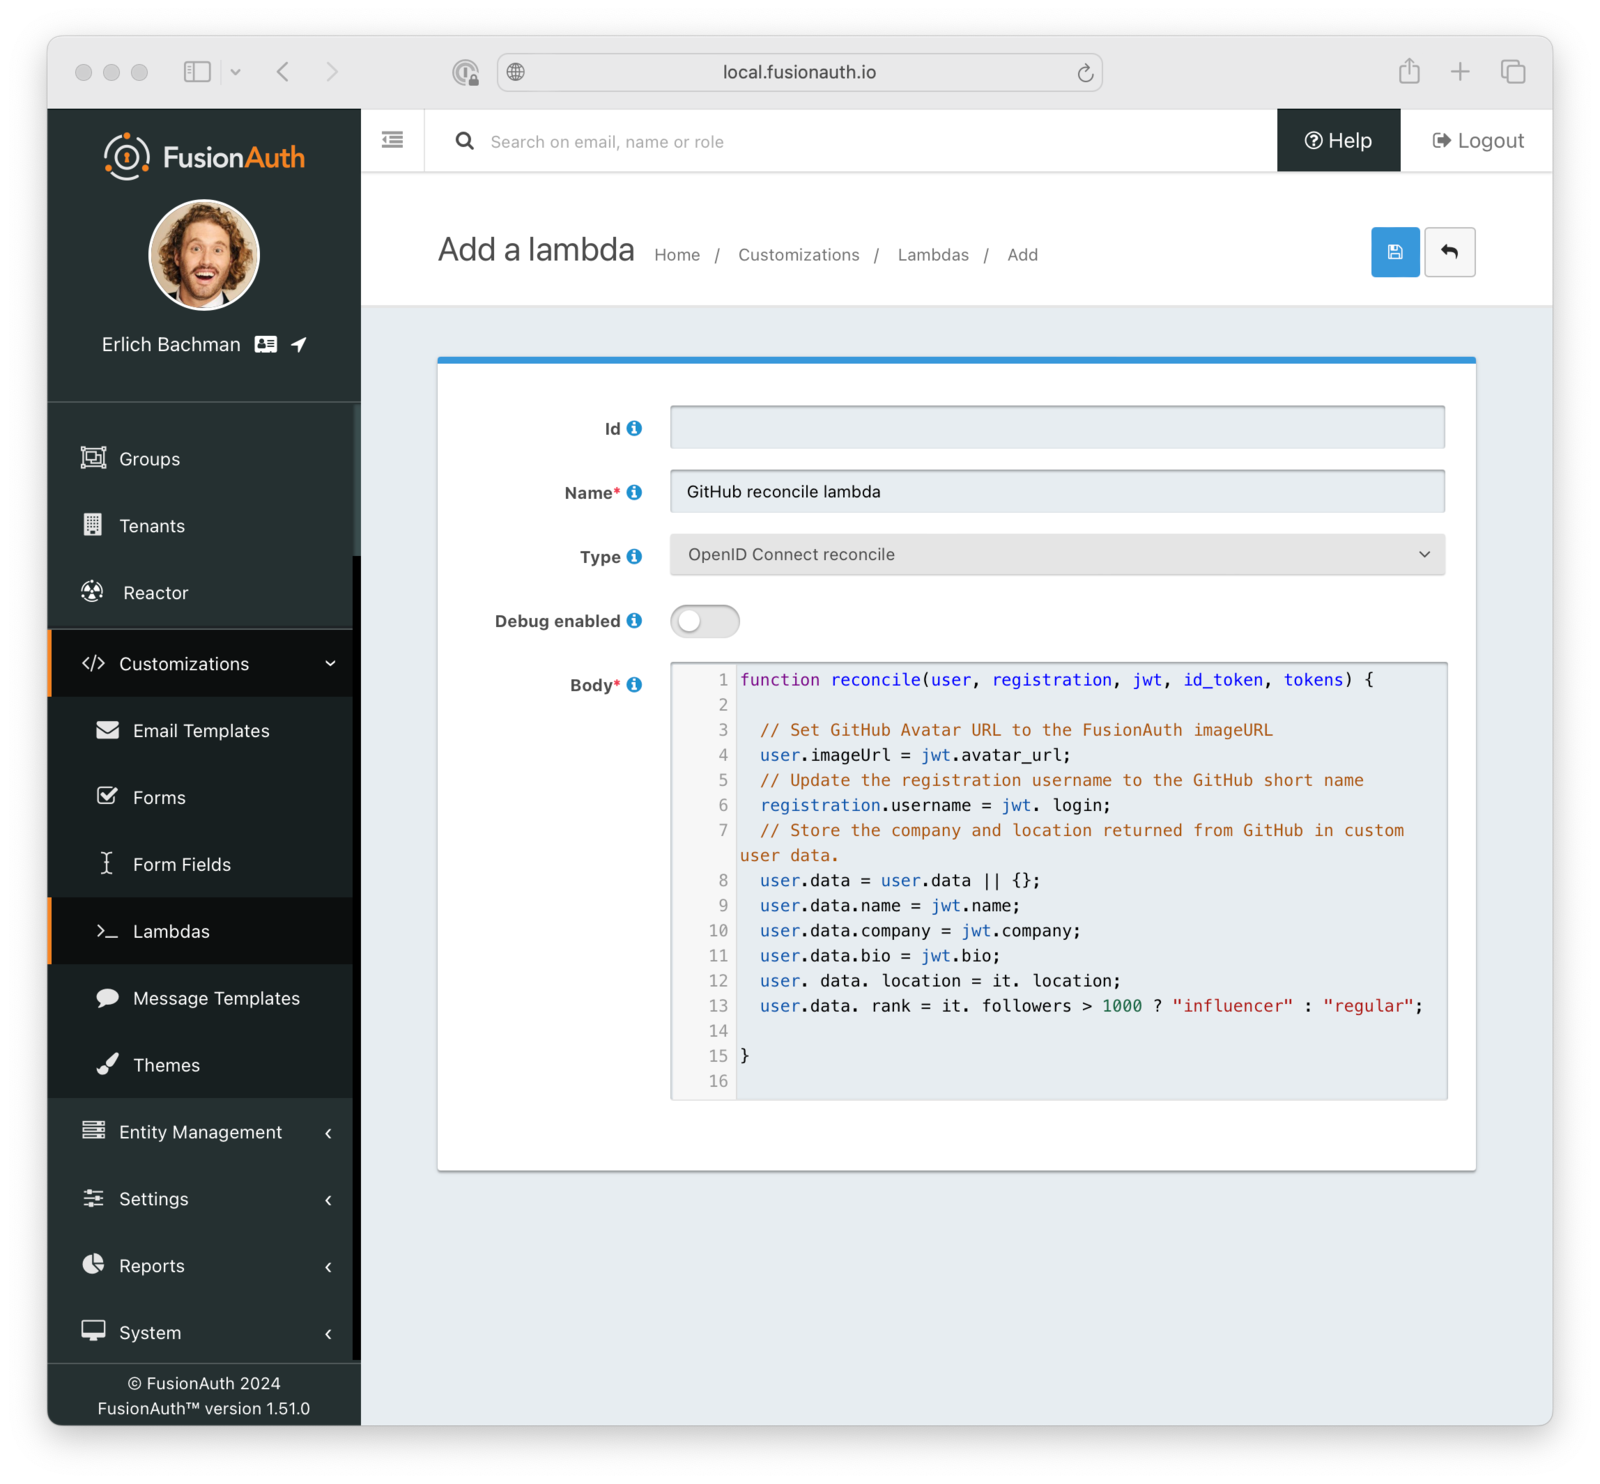 local.fusionauth.io
FusionAuth
Search on email, name or role
Help
Logout
Add a lambda
Home / Customizations / Lambdas / Add
Erlich Bachman
Groups
Tenants
Reactor
Customizations
Email Templates
Forms
Form Fields
Lambdas
Message Templates
Themes
Entity Management
Settings
Reports
System
© FusionAuth 2024
FusionAuth™ version 1.51.0
Id
Name* GitHub reconcile lambda
Type OpenID Connect reconcile
Debug enabled
Body*
1 function reconcile(user, registration, jwt, id_token, tokens) {
2
3 // Set GitHub Avatar URL to the FusionAuth imageURL
4 user.imageUrl = jwt.avatar_url;
5 // Update the registration username to the GitHub short name
6 registration.username = jwt. login;
7 // Store the company and location returned from GitHub in custom
user data.
8 user.data = user.data || {};
9 user.data.name = jwt.name;
10 user.data.company = jwt.company;
11 user.data.bio = jwt.bio;
12 user. data. location = it. location;
13 user.data. rank = it. followers > 1000 ? "influencer" : "regular";
14
15 }
16